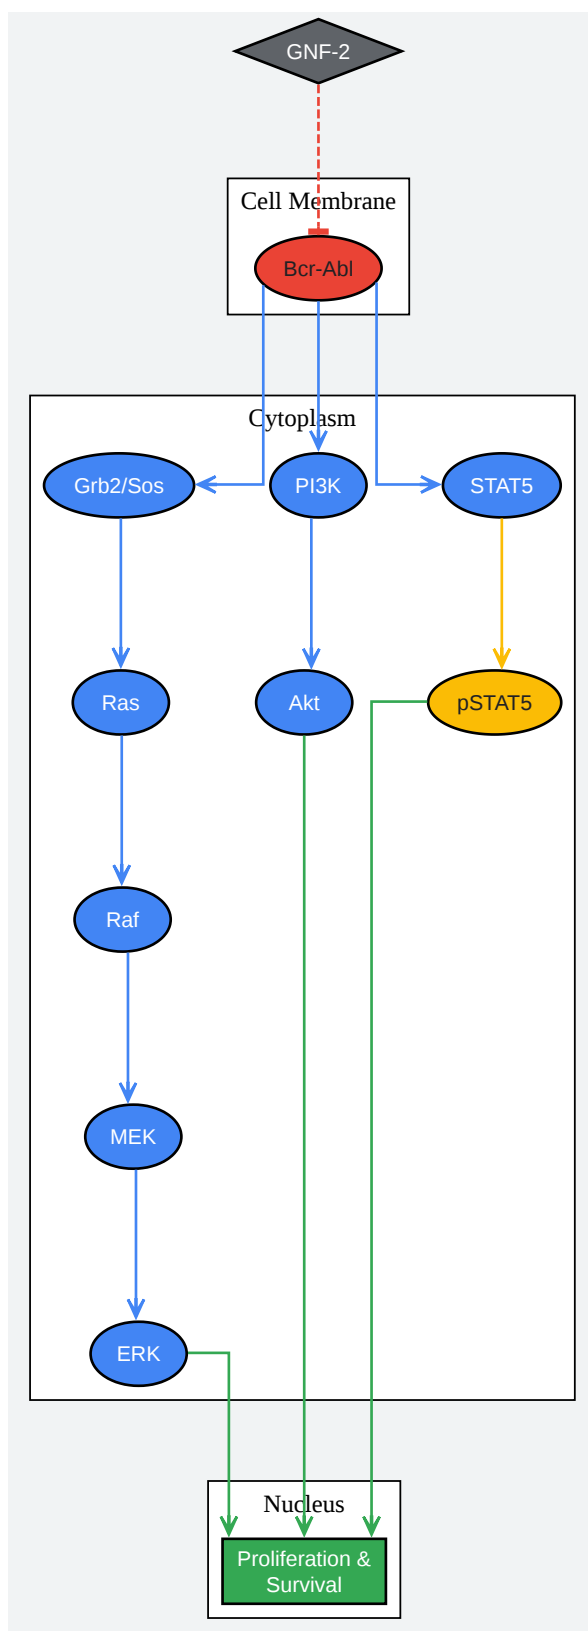 GNF-2
Cell Membrane
Bcr-Abl
Cytoplasm
Grb2/Sos
PI3K
STAT5
Ras
Akt
pSTAT5
Raf
MEK
ERK
Nucleus
Proliferation &
Survival